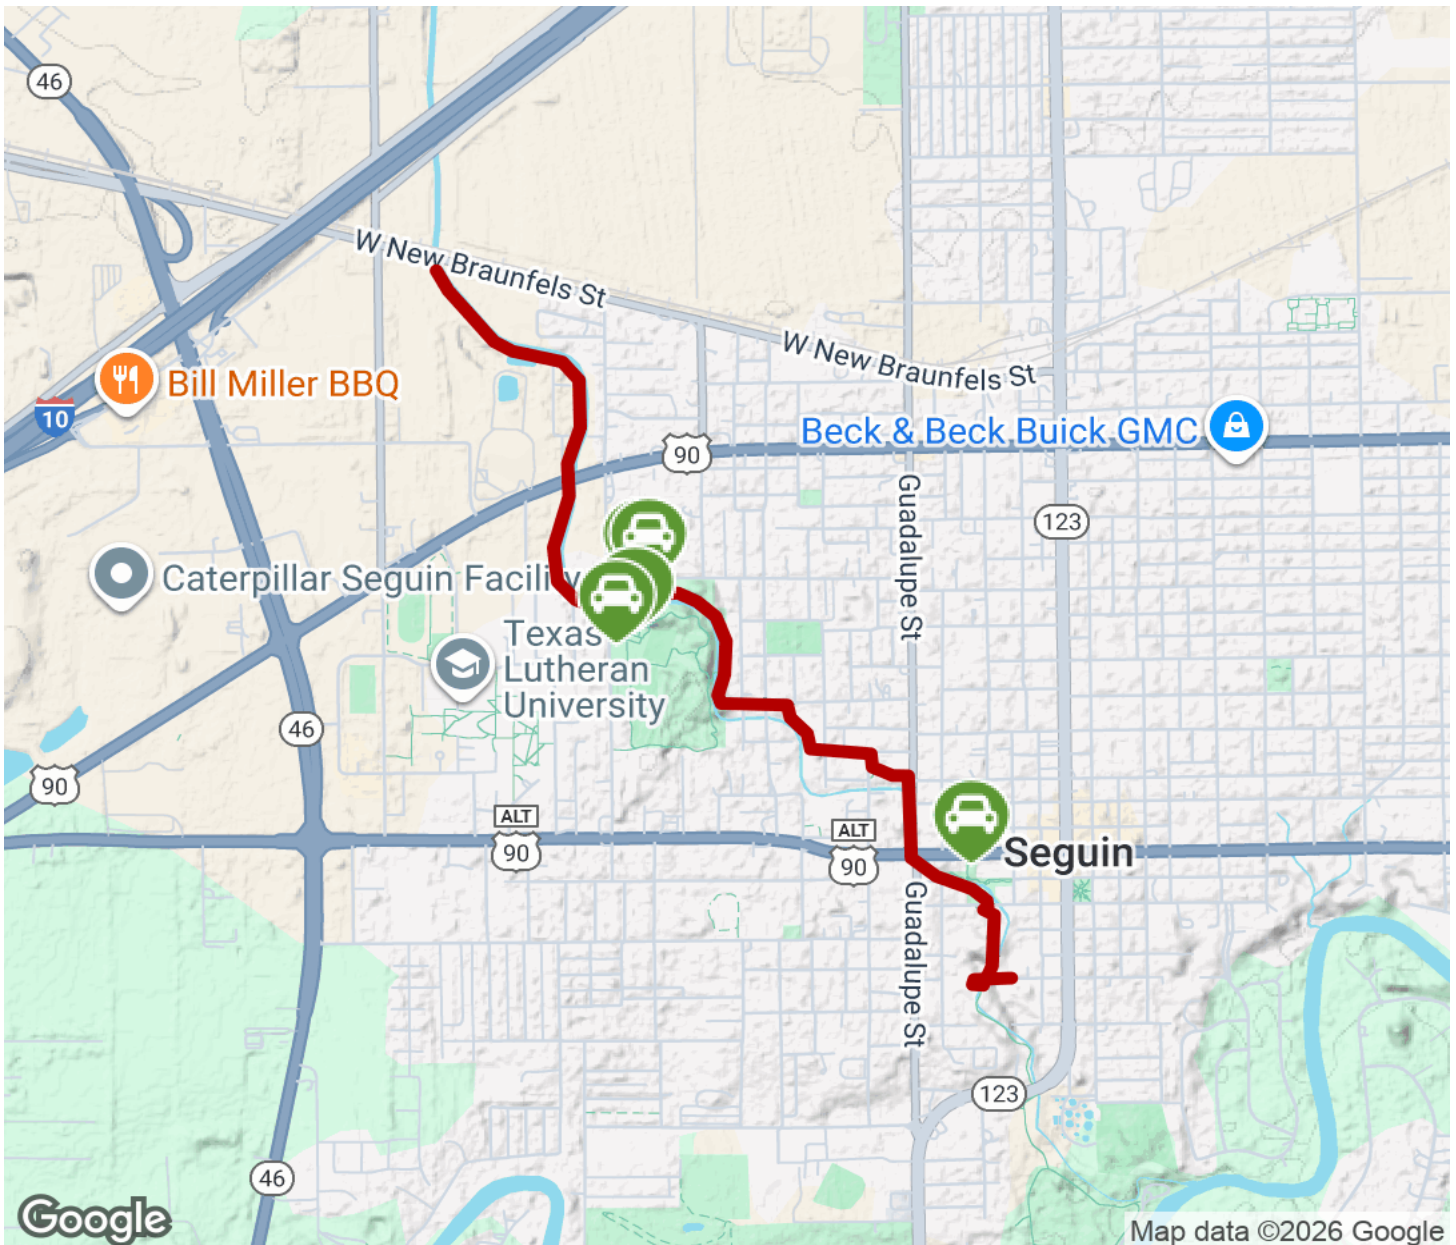 46
W New Braunfels St
W New Braunfels St
Bill Miller BBQ
10
Beck & Beck Buick GMC
90
Guadalupe St
123
Caterpillar Seguin Facility
Texas
Lutheran
University
46
90
ALT
90
ALT
90
Seguin
Guadalupe St
123
46
Google
Map data ©2026 Google